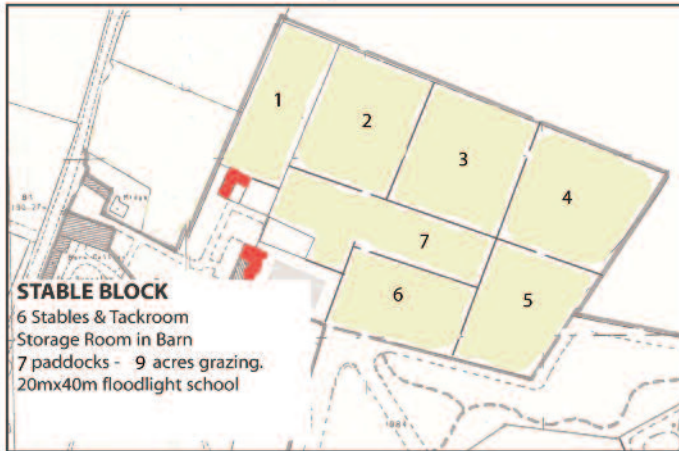 1
2
3
4
7
6
5
STABLE BLOCK
6 Stables & Tackroom
Storage Room in Barn
7 paddocks - 9 acres grazing.
20mx40m floodlight school